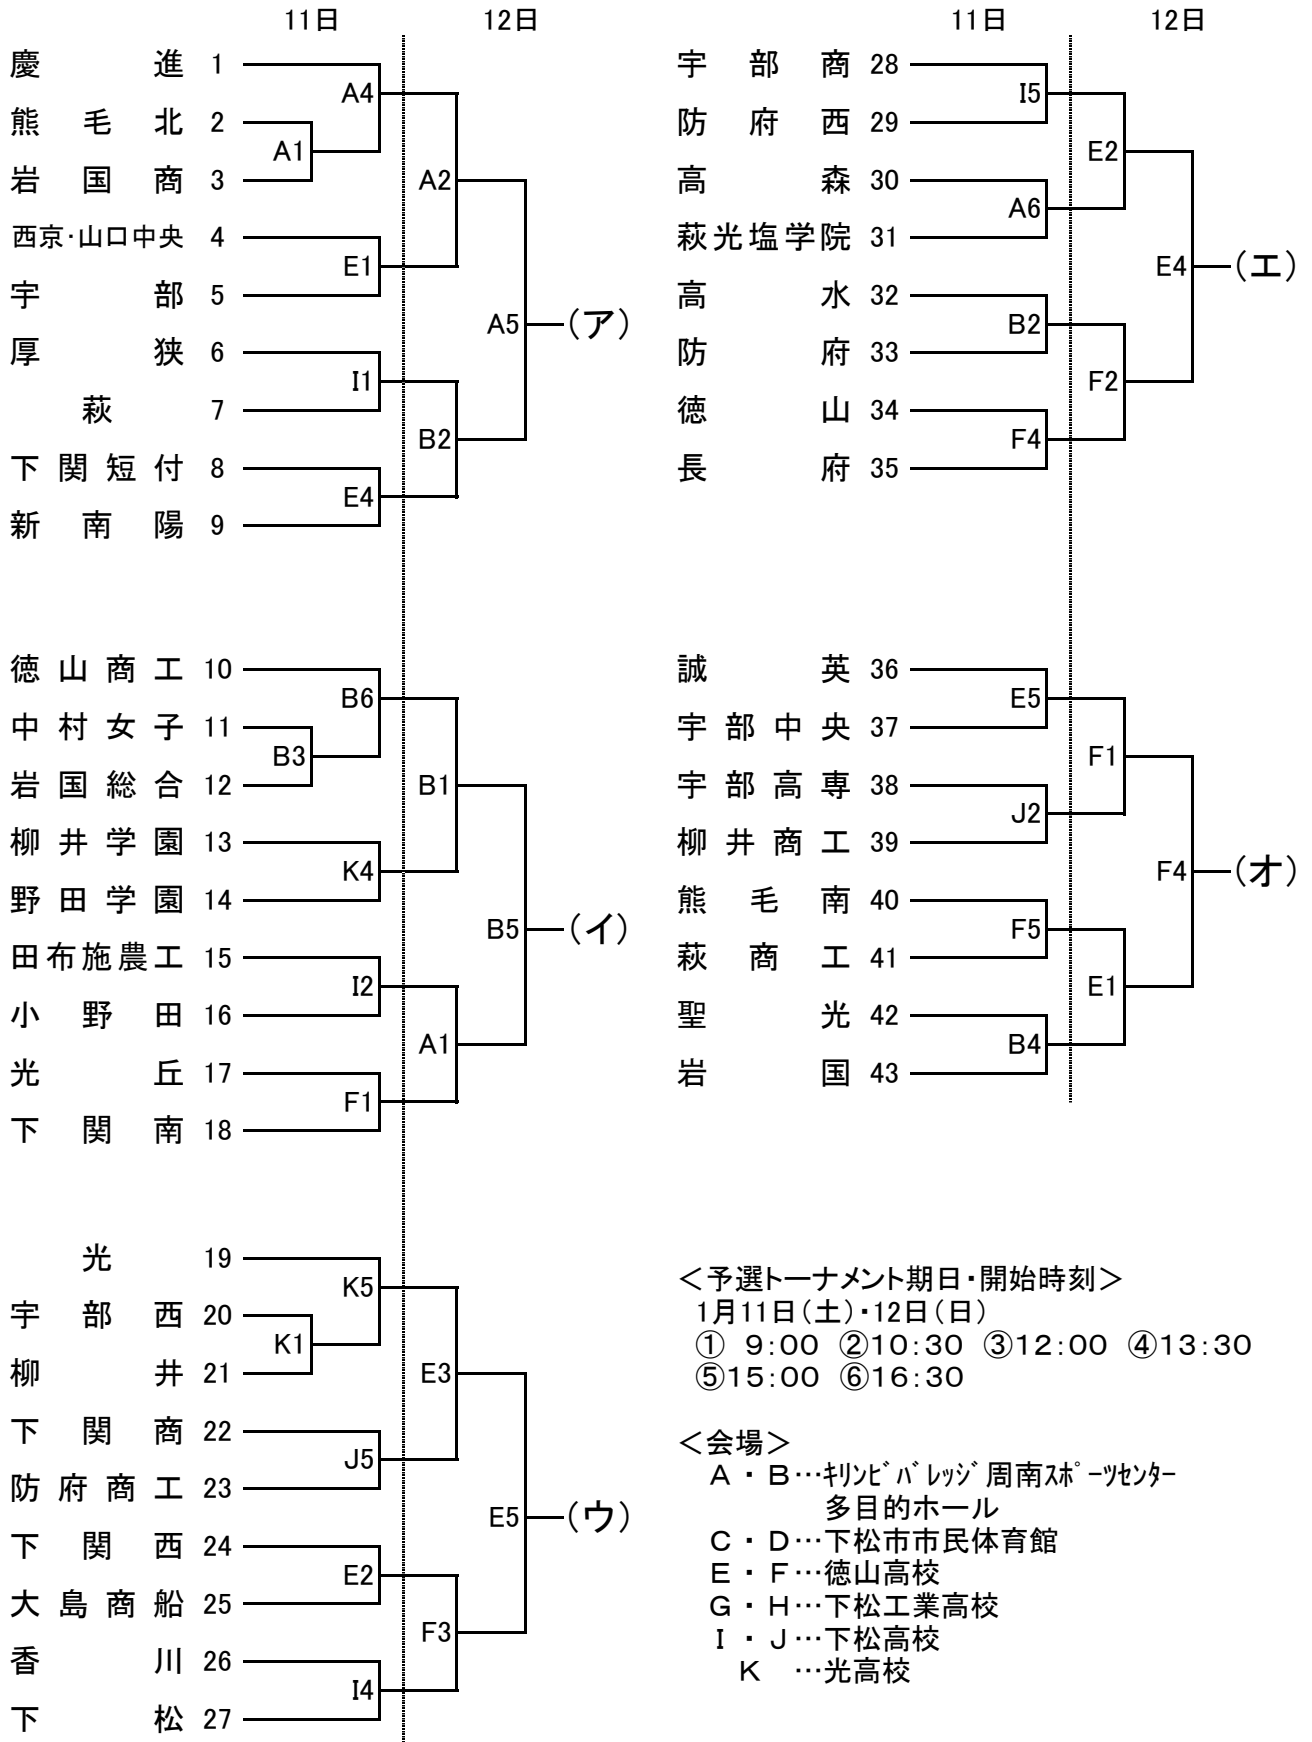 11日 12日
慶進 1
A4
熊毛北 2
A1
岩国商 3
A2
西京・山口中央 4
E1
宇部 5
A5 (ア)
厚狭 6
I1
萩 7
B2
下関短付 8
E4
新南陽 9
徳山商工 10
B6
中村女子 11
B3
岩国総合 12
B1
柳井学園 13
K4
野田学園 14
B5 (イ)
田布施農工 15
I2
小野田 16
A1
光丘 17
F1
下関南 18
光 19
K5
宇部西 20
K1
柳井 21
E3
下関商 22
J5
防府商工 23
E5 (ウ)
下関西 24
E2
大島商船 25
F3
香川 26
I4
下松 27
11日 12日
宇部商 28
I5
防府西 29
E2
高森 30
A6
萩光塩学院 31
E4 (エ)
高水 32
B2
防府 33
F2
徳山 34
F4
長府 35
誠英 36
E5
宇部中央 37
F1
宇部高専 38
J2
柳井商工 39
F4 (オ)
熊毛南 40
F5
萩商工 41
E1
聖光 42
B4
岩国 43
＜予選トーナメント期日・開始時刻＞
1月11日(土)・12日(日)
① 9:00 ②10:30 ③12:00 ④13:30
⑤15:00 ⑥16:30
＜会場＞
A・B…ｷﾘﾝﾋﾞﾊﾞﾚｯｼﾞ周南ｽﾎﾟｰﾂｾﾝﾀｰ
多目的ホール
C・D…下松市市民体育館
E・F…徳山高校
G・H…下松工業高校
I・J…下松高校
K …光高校